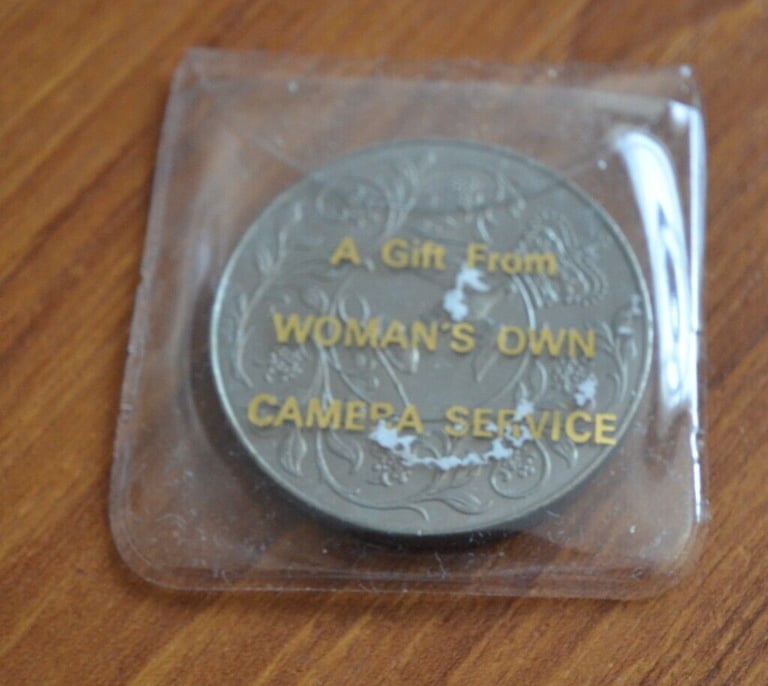 A Gift From
WOMAN'S OWN
CAMERA SERVICE